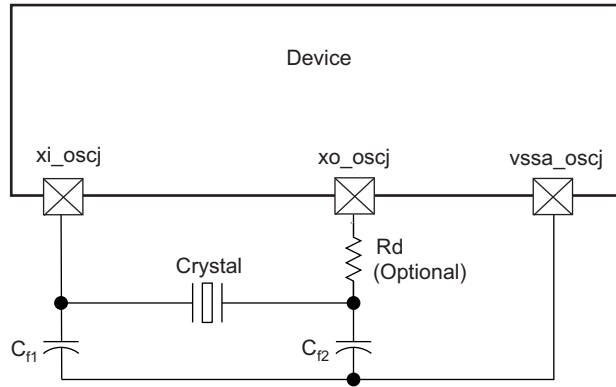 Device
xi_oscj
xo_oscj
vssa_oscj
Rd
(Optional)
Crystal
Cf1
Cf2